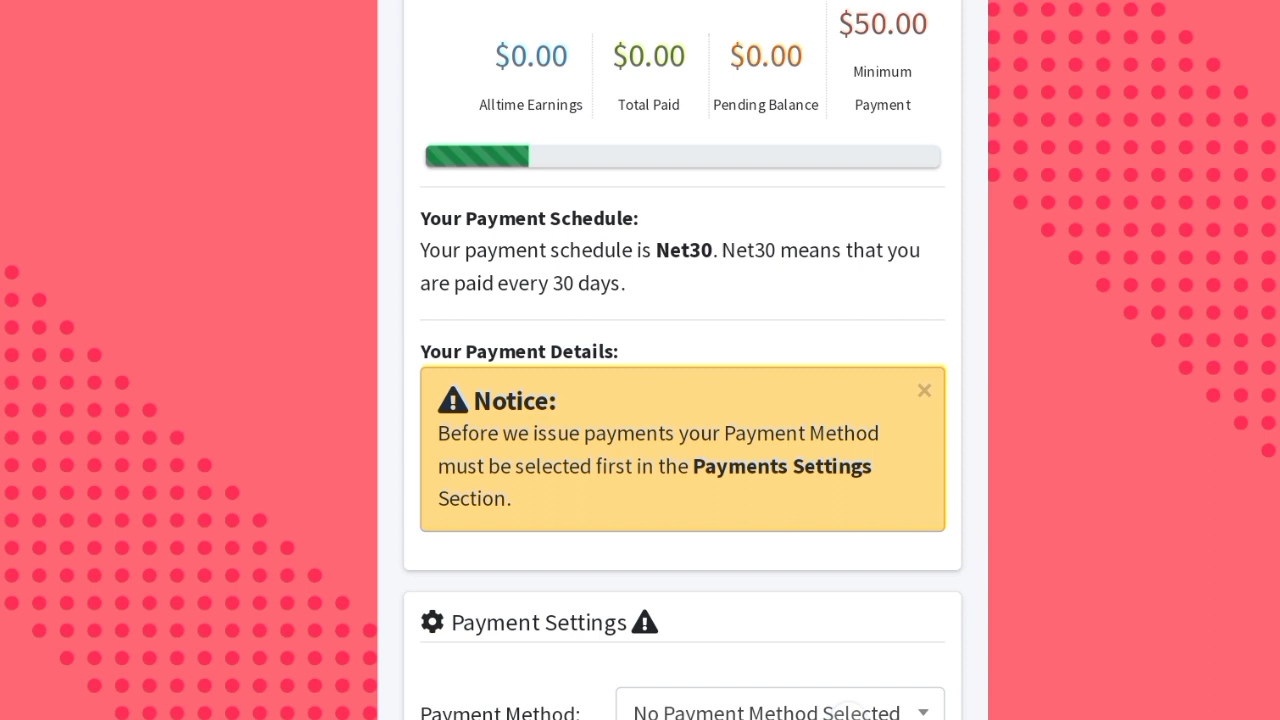 $0.00
Alltime Earnings
$0.00
Total Paid
$0.00
Pending Balance
$50.00
Minimum
Payment
Your Payment Schedule:
Your payment schedule is Net30. Net30 means that you
are paid every 30 days.
Your Payment Details:
Notice:
×
Before we issue payments your Payment Method
must be selected first in the Payments Settings
Section.
Payment Settings
Payment Method:
No Payment Method Selected